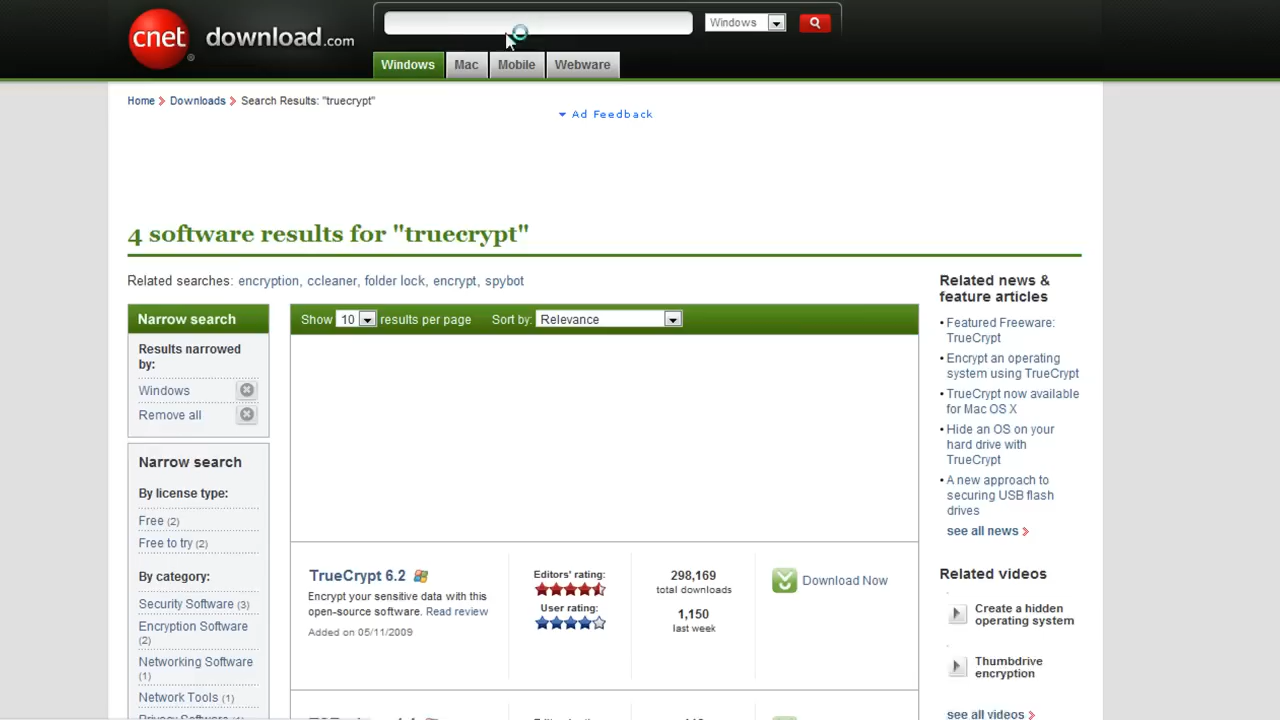 cnet download.com
Windows
Windows Mac Mobile Webware
Home Downloads Search Results: "truecrypt"
Ad Feedback
4 software results for "truecrypt"
Related searches: encryption, ccleaner, folder lock, encrypt, spybot
Narrow search
Results narrowed
by:
Windows
Remove all
Narrow search
By license type:
Free (2)
Free to try (2)
By category:
Security Software (3)
Encryption Software
(2)
Networking Software
(1)
Network Tools (1)
Show 10 results per page Sort by: Relevance
TrueCrypt 6.2
Encrypt your sensitive data with this
open-source software. Read review
Added on 05/11/2009
Editors' rating:
User rating:
298,169
total downloads
1,150
last week
Download Now
Related news &
feature articles
• Featured Freeware:
TrueCrypt
• Encrypt an operating
system using TrueCrypt
• TrueCrypt now available
for Mac OS X
• Hide an OS on your
hard drive with
TrueCrypt
• A new approach to
securing USB flash
drives
see all news
Related videos
Create a hidden
operating system
Thumbdrive
encryption
see all videos